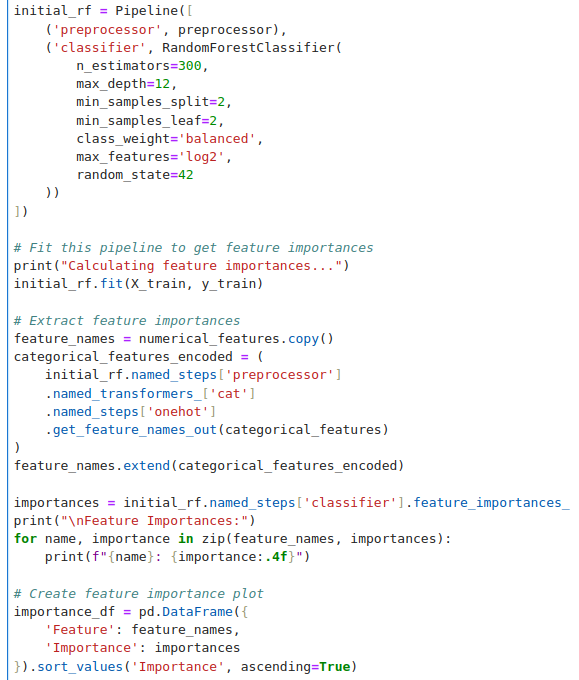 initial_rf = Pipeline([
    ('preprocessor', preprocessor),
    ('classifier', RandomForestClassifier(
        n_estimators=300,
        max_depth=12,
        min_samples_split=2,
        min_samples_leaf=2,
        class_weight='balanced',
        max_features='log2',
        random_state=42
    ))
])

# Fit this pipeline to get feature importances
print("Calculating feature importances...")
initial_rf.fit(X_train, y_train)

# Extract feature importances
feature_names = numerical_features.copy()
categorical_features_encoded = (
    initial_rf.named_steps['preprocessor']
    .named_transformers_['cat']
    .named_steps['onehot']
    .get_feature_names_out(categorical_features)
)
feature_names.extend(categorical_features_encoded)

importances = initial_rf.named_steps['classifier'].feature_importances_
print("\nFeature Importances:")
for name, importance in zip(feature_names, importances):
    print(f"{name}: {importance:.4f}")

# Create feature importance plot
importance_df = pd.DataFrame({
    'Feature': feature_names,
    'Importance': importances
}).sort_values('Importance', ascending=True)